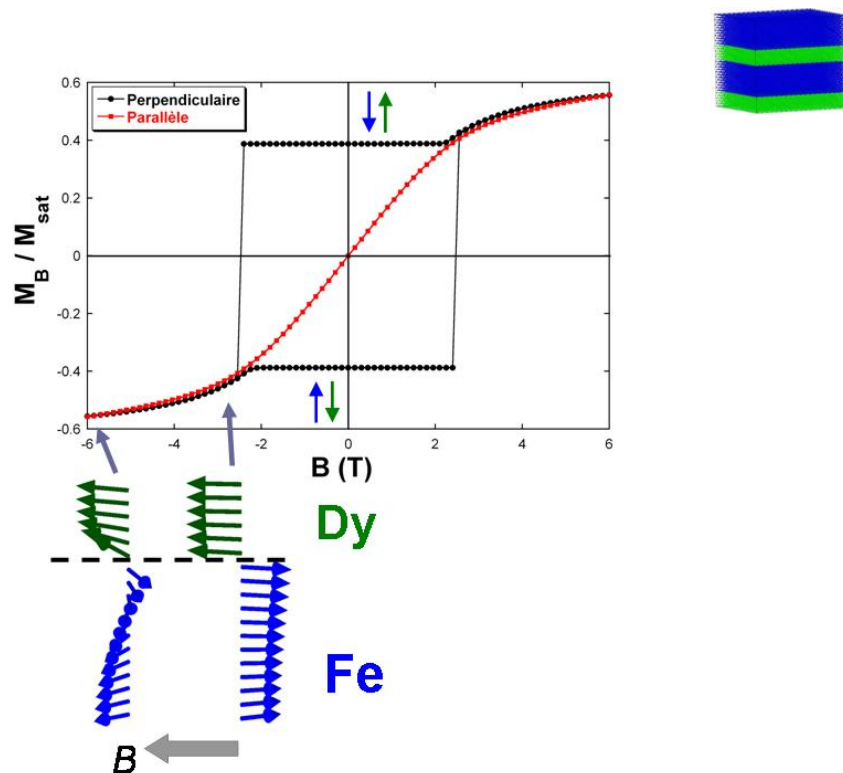 Perpendiculaire
Parallèle
M_B / M_sat
0.6
0.4
0.2
0
-0.2
-0.4
-0.6
-6 -4 -2 0 2 4 6
B (T)
Dy
Fe
B